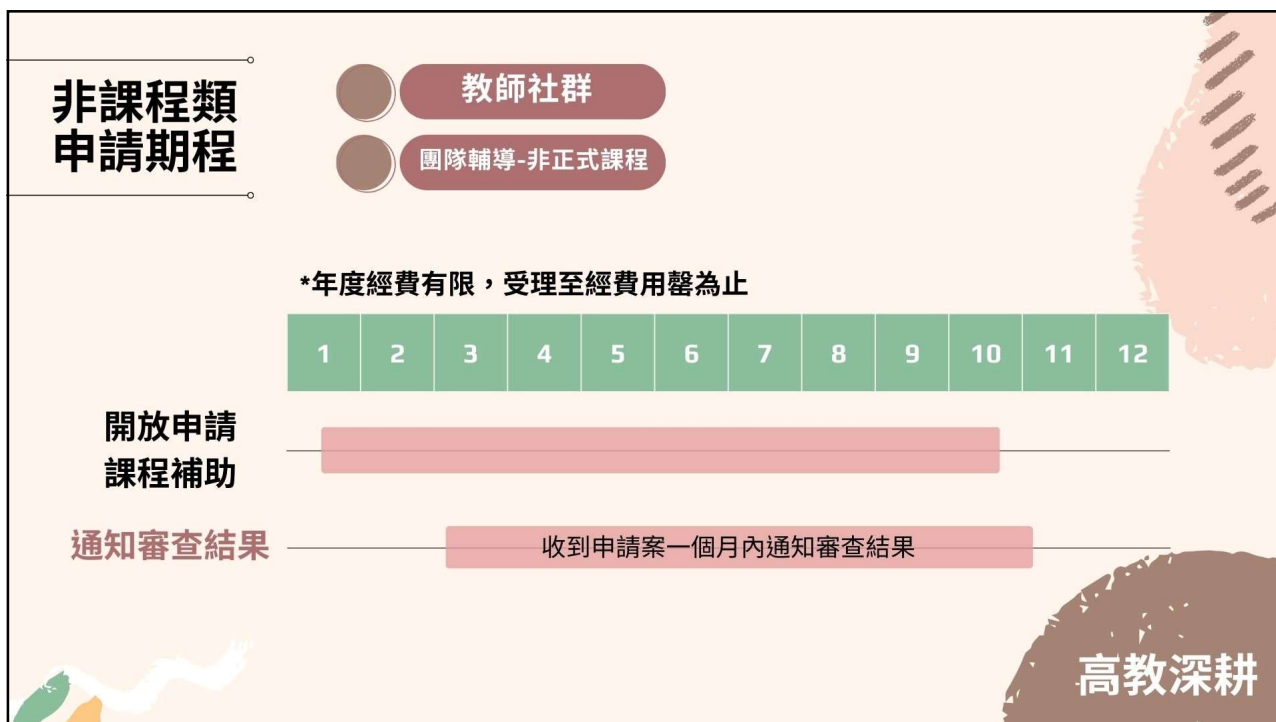 非課程類
申請期程
教師社群
團隊輔導-非正式課程
*年度經費有限，受理至經費用罄為止
1 2 3 4 5 6 7 8 9 10 11 12
開放申請
課程補助
通知審查結果
收到申請案一個月內通知審查結果
高教深耕